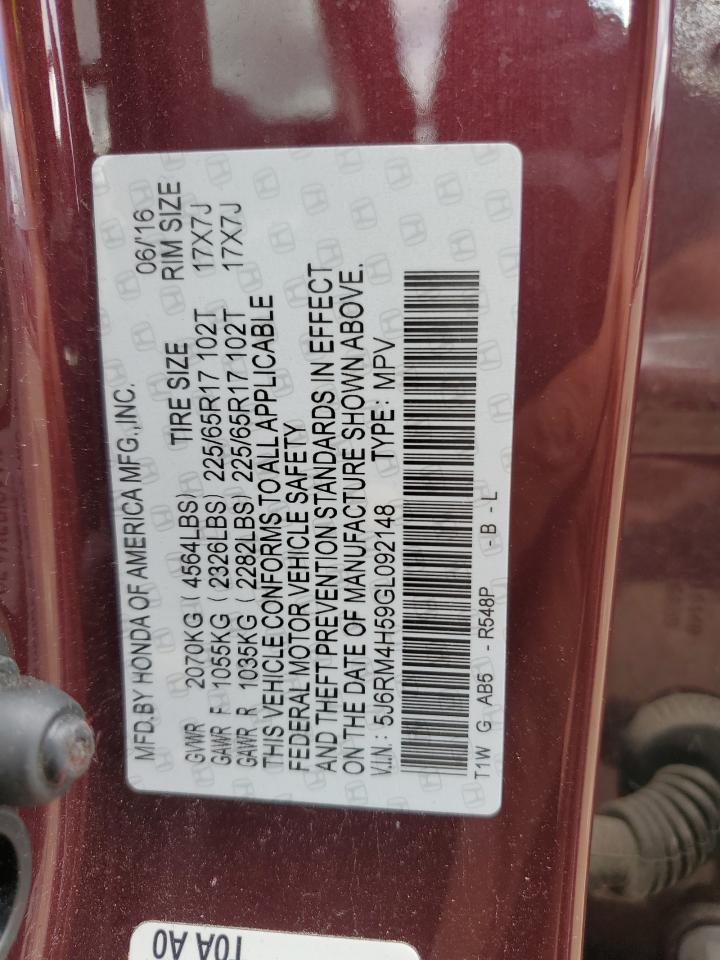 MFD.BY HONDA OF AMERICA MFG.,INC. 06/'16
GVWR 2070KG ( 4564LBS) TIRE SIZE RIM SIZE
GAWR F 1055KG ( 2326LBS) 225/65R17 102T 17X7J
GAWR R 1035KG ( 2282LBS) 225/65R17 102T 17X7J
THIS VEHICLE CONFORMS TO ALL APPLICABLE
FEDERAL MOTOR VEHICLE SAFETY
AND THEFT PREVENTION STANDARDS IN EFFECT
ON THE DATE OF MANUFACTURE SHOWN ABOVE.
V.I.N: 5J6RM4H59GL092148 TYPE: MPV
T1W G AB5 - R548P - B - L
T0A A0